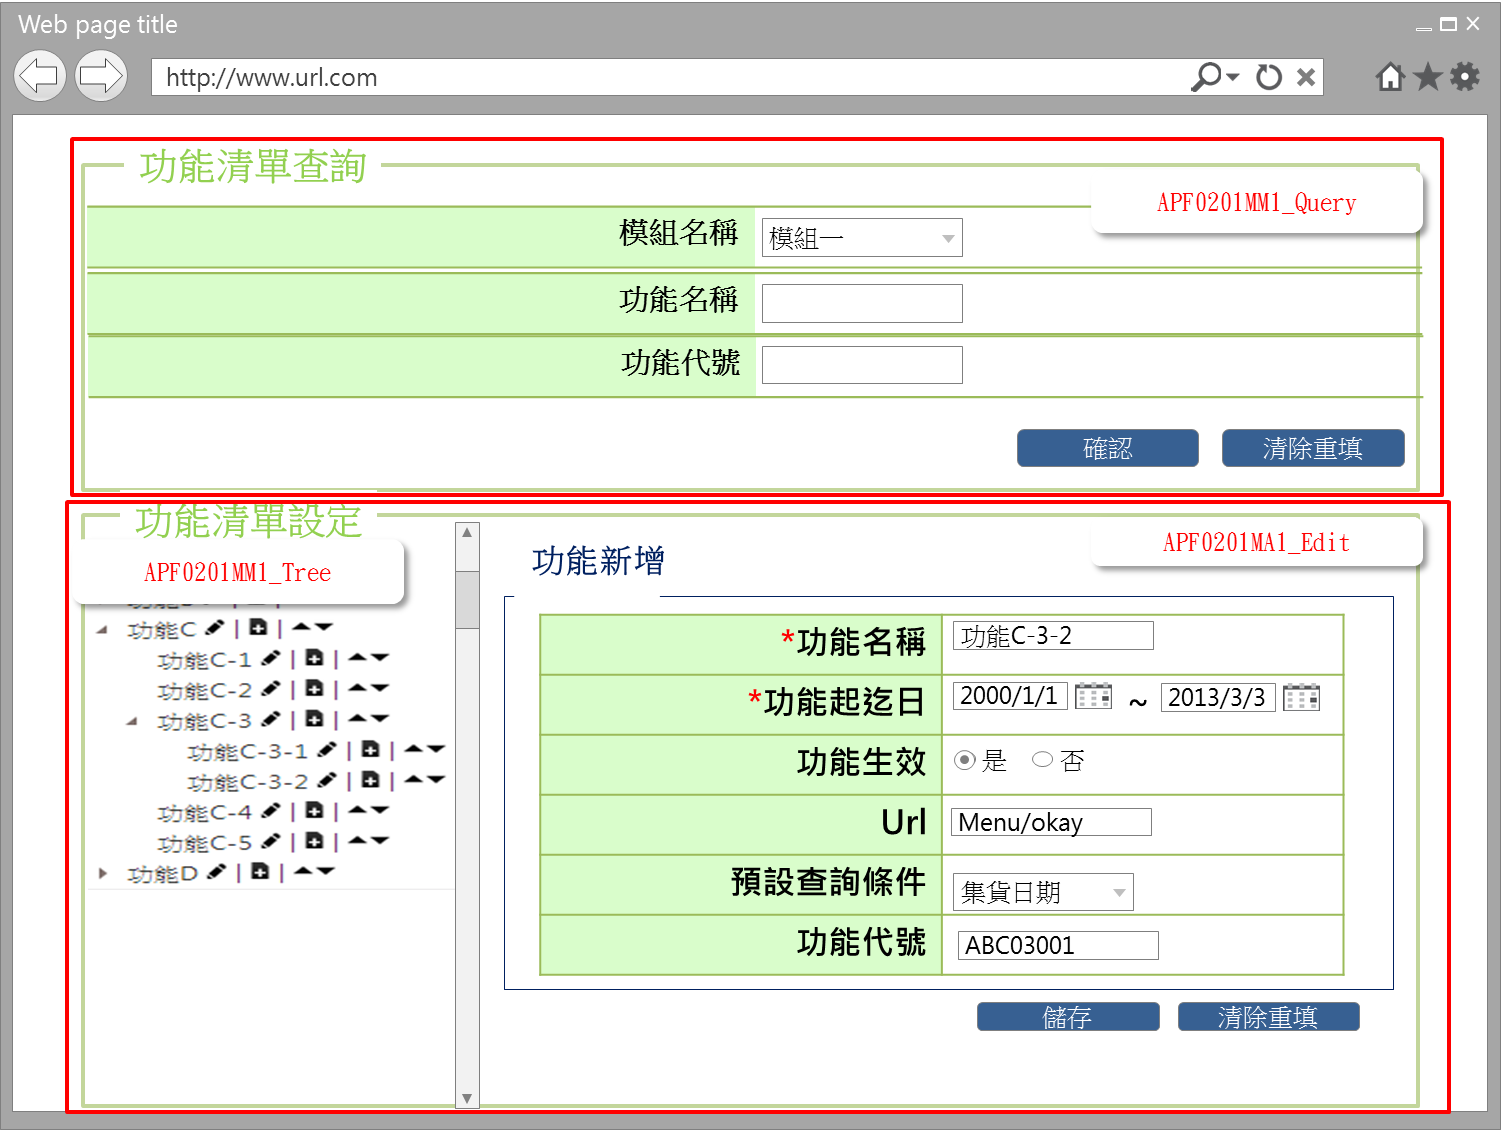 Web page title
http://www.url.com
功能清單查詢
APF0201MM1_Query
模組名稱 模組一
功能名稱
功能代號
確認 清除重填
功能清單設定
APF0201MM1_Tree
功能C
功能C-1
功能C-2
功能C-3
功能C-3-1
功能C-3-2
功能C-4
功能C-5
功能D
APF0201MA1_Edit
功能新增
*功能名稱 功能C-3-2
*功能起迄日 2000/1/1 ~ 2013/3/3
功能生效 是 否
Url Menu/okay
預設查詢條件 集貨日期
功能代號 ABC03001
儲存 清除重填